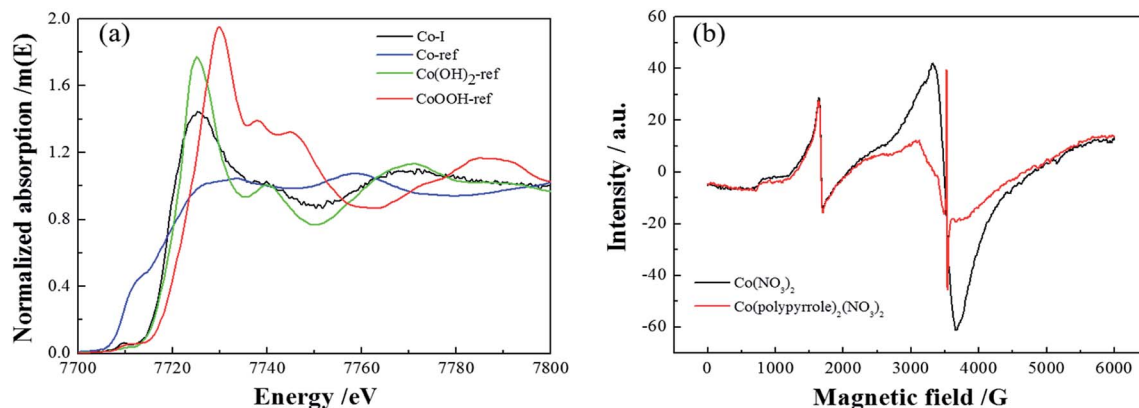 (a)
Co-I
Co-ref
Co(OH)₂-ref
CoOOH-ref
Normalized absorption /m(E)
2.0
1.6
1.2
0.8
0.4
0.0
7700 7720 7740 7760 7780 7800
Energy /eV
(b)
Intensity / a.u.
60
40
20
0
-20
-40
-60
Co(NO₃)₂
Co(polypyrrole)₂(NO₃)₂
0 1000 2000 3000 4000 5000 6000
Magnetic field /G